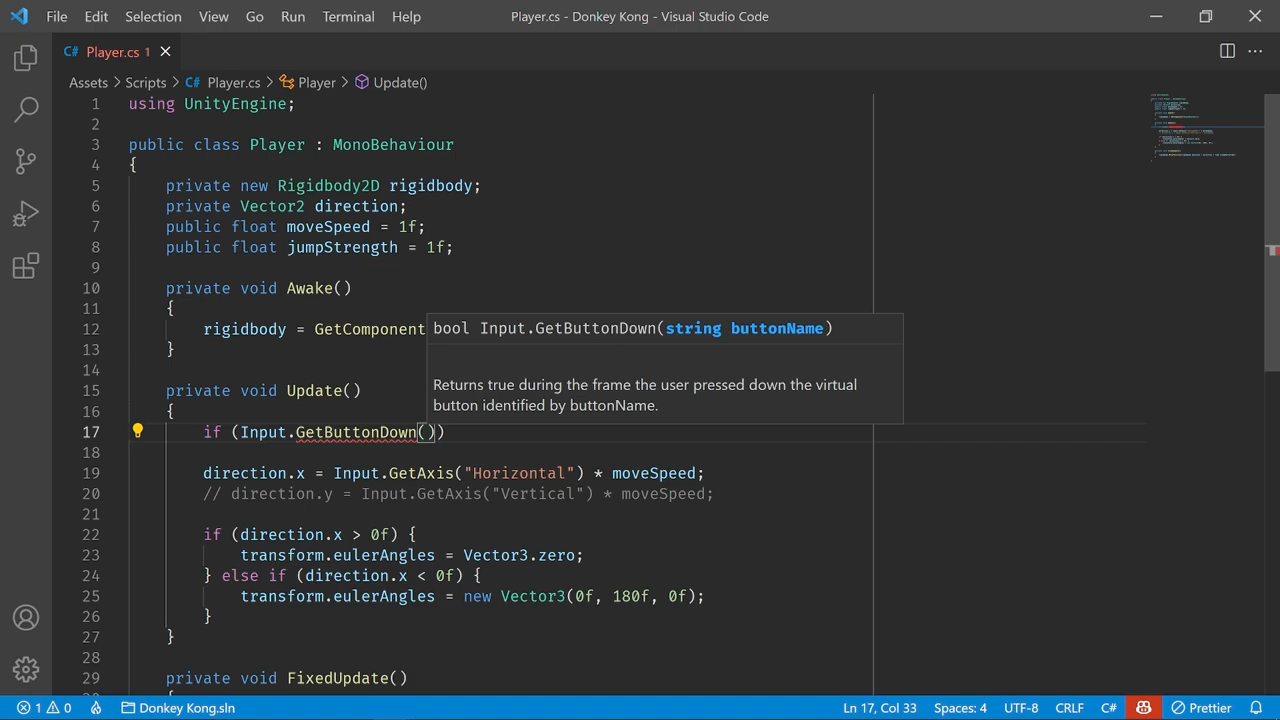 File Edit Selection View Go Run Terminal Help Player.cs - Donkey Kong - Visual Studio Code
C# Player.cs 1
Assets > Scripts > C# Player.cs > Player > Update()
1 using UnityEngine;
2
3 public class Player : MonoBehaviour
4 {
5 private new Rigidbody2D rigidbody;
6 private Vector2 direction;
7 public float moveSpeed = 1f;
8 public float jumpStrength = 1f;
9
10 private void Awake()
11 {
12 rigidbody = GetComponent
bool Input.GetButtonDown(string buttonName)
13 }
14
Returns true during the frame the user pressed down the virtual
button identified by buttonName.
15 private void Update()
16 {
17 if (Input.GetButtonDown())
18
19 direction.x = Input.GetAxis("Horizontal") * moveSpeed;
20 // direction.y = Input.GetAxis("Vertical") * moveSpeed;
21
22 if (direction.x > 0f) {
23 transform.eulerAngles = Vector3.zero;
24 } else if (direction.x < 0f) {
25 transform.eulerAngles = new Vector3(0f, 180f, 0f);
26 }
27 }
28
29 private void FixedUpdate()
1 0 Donkey Kong.sln Ln 17, Col 33 Spaces: 4 UTF-8 CRLF C# Prettier